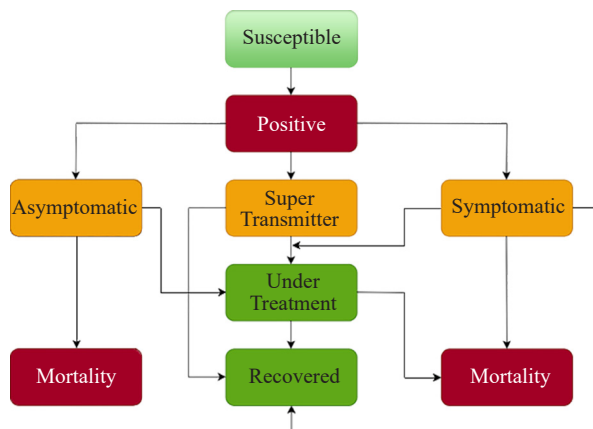 Susceptible
Positive
Asymptomatic
Super
Transmitter
Symptomatic
Under
Treatment
Mortality
Recovered
Mortality